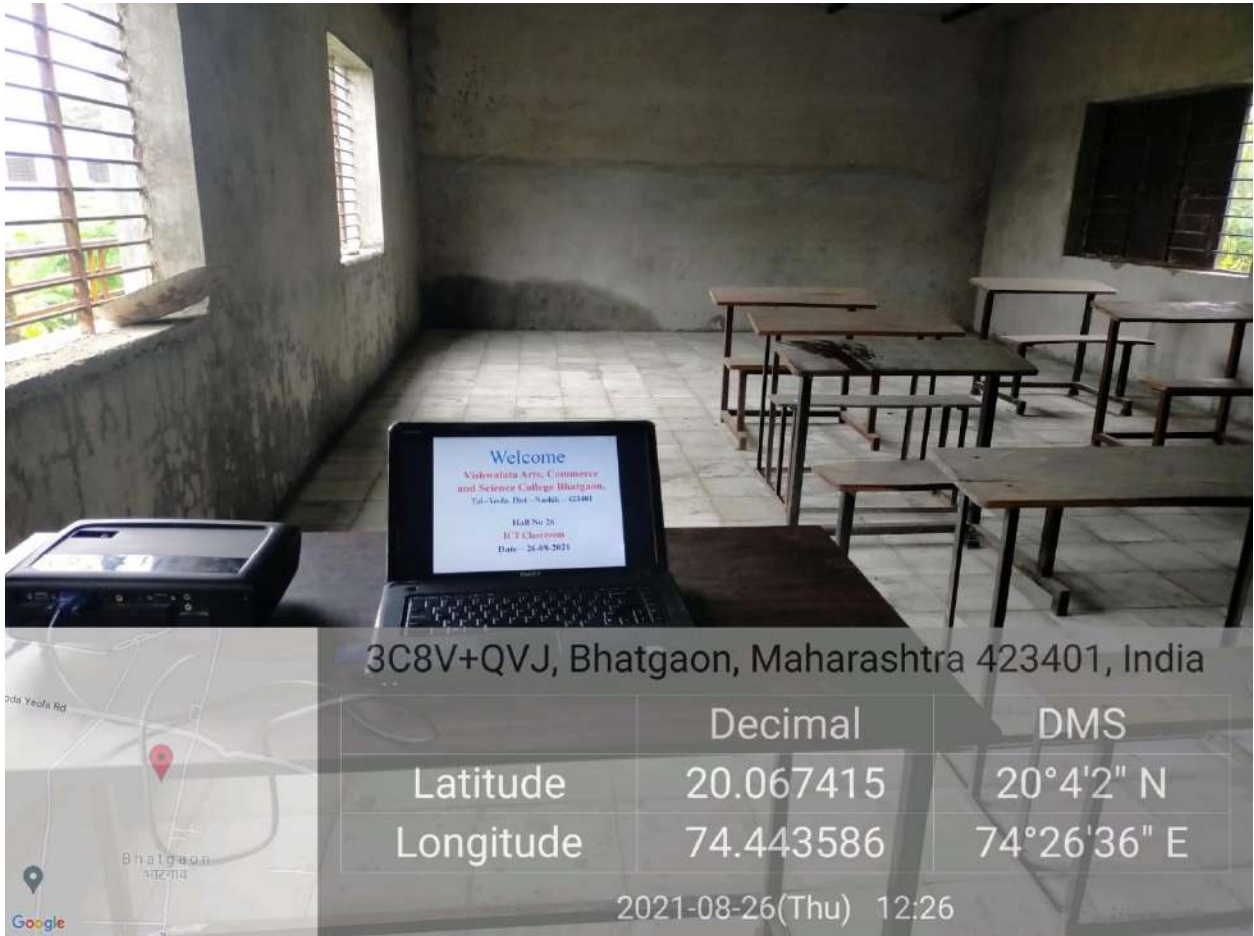 Welcome
Vishwalata Arts, Commerce
and Science College Bhatgaon,
Tal - Yeola, Dist - Nashik - 423401
Hall No 26
ICT Classroom
Date - 26-08-2021
3C8V+QVJ, Bhatgaon, Maharashtra 423401, India
Decimal DMS
Latitude 20.067415 20°4'2" N
Longitude 74.443586 74°26'36" E
2021-08-26(Thu) 12:26
Yeola Rd
Bhatgaon
भाटगाव
Google